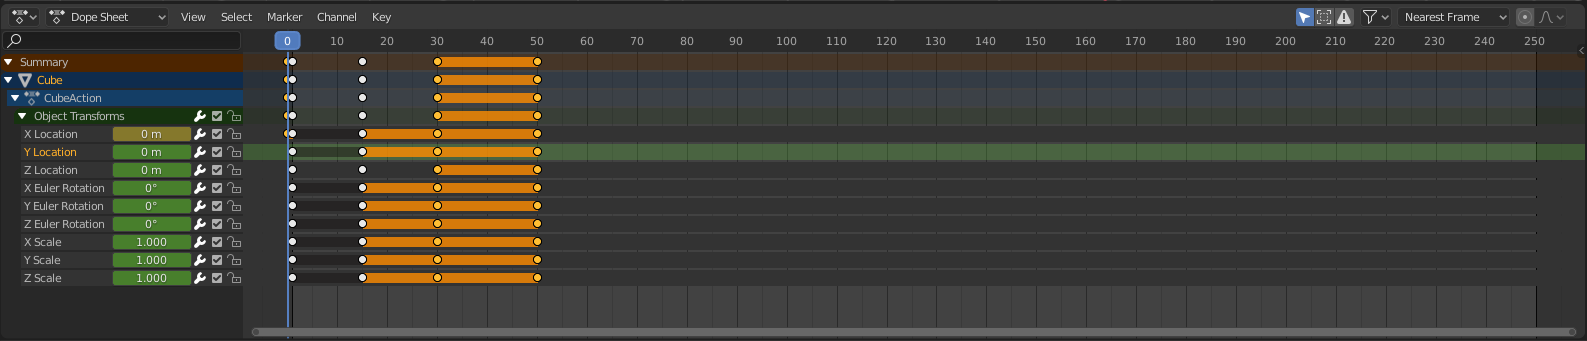 Dope Sheet View Select Marker Channel Key Nearest Frame
0 10 20 30 40 50 60 70 80 90 100 110 120 130 140 150 160 170 180 190 200 210 220 230 240 250
Summary
Cube
CubeAction
Object Transforms
X Location 0 m
Y Location 0 m
Z Location 0 m
X Euler Rotation 0°
Y Euler Rotation 0°
Z Euler Rotation 0°
X Scale 1.000
Y Scale 1.000
Z Scale 1.000